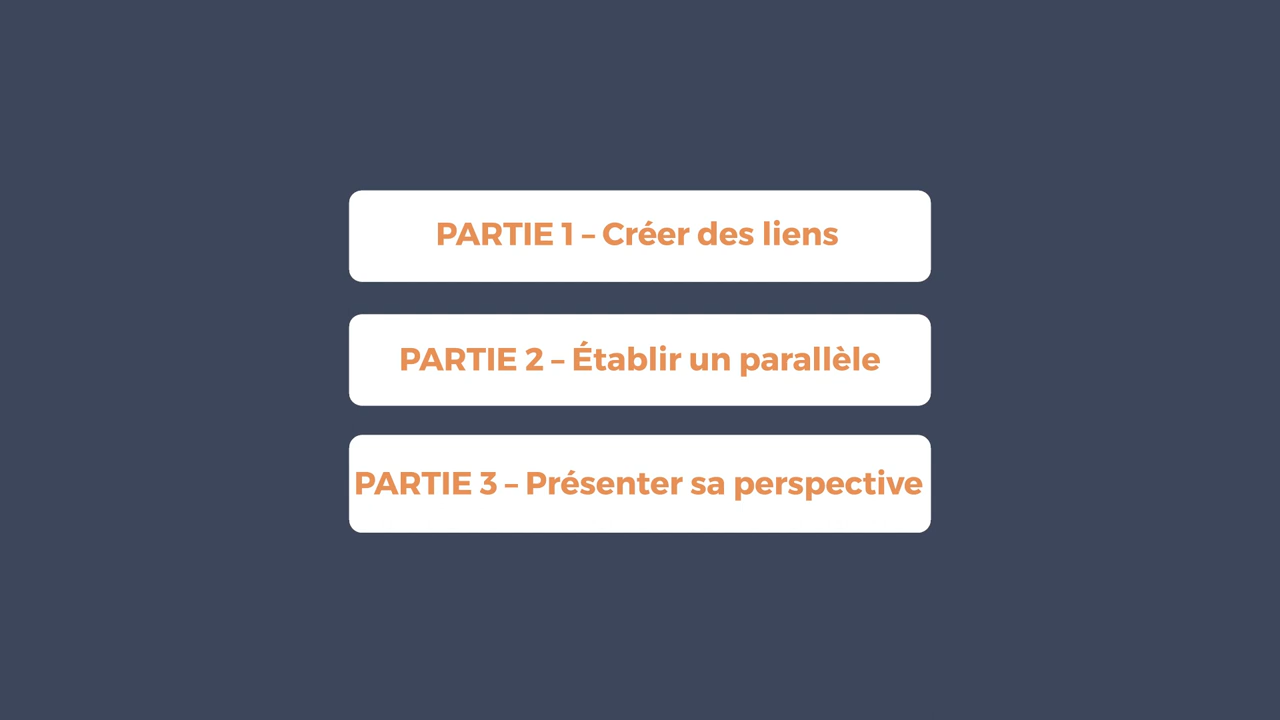 PARTIE 1 – Créer des liens
PARTIE 2 – Établir un parallèle
PARTIE 3 – Présenter sa perspective